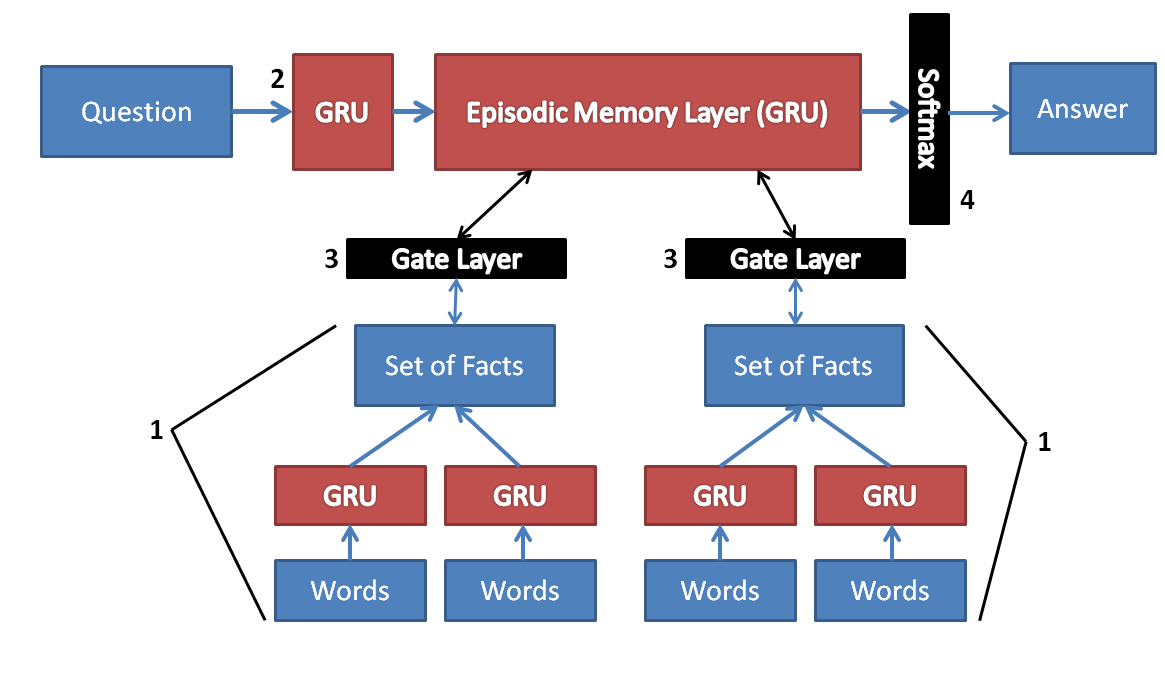 2
Question
GRU
Episodic Memory Layer (GRU)
Softmax
Answer
4
3
Gate Layer
3
Gate Layer
Set of Facts
Set of Facts
1
1
GRU
GRU
GRU
GRU
Words
Words
Words
Words